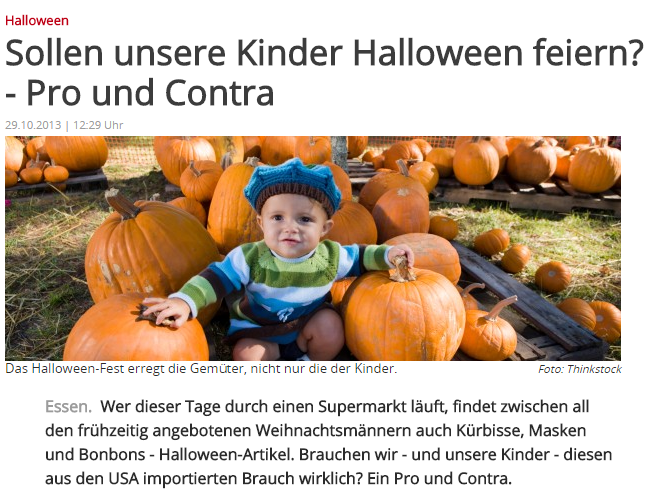 Halloween
Sollen unsere Kinder Halloween feiern?
- Pro und Contra
29.10.2013 | 12:29 Uhr
Das Halloween-Fest erregt die Gemüter, nicht nur die der Kinder.
Foto: Thinkstock
Essen. Wer dieser Tage durch einen Supermarkt läuft, findet zwischen all
den frühzeitig angebotenen Weihnachtsmännern auch Kürbisse, Masken
und Bonbons - Halloween-Artikel. Brauchen wir - und unsere Kinder - diesen
aus den USA importierten Brauch wirklich? Ein Pro und Contra.